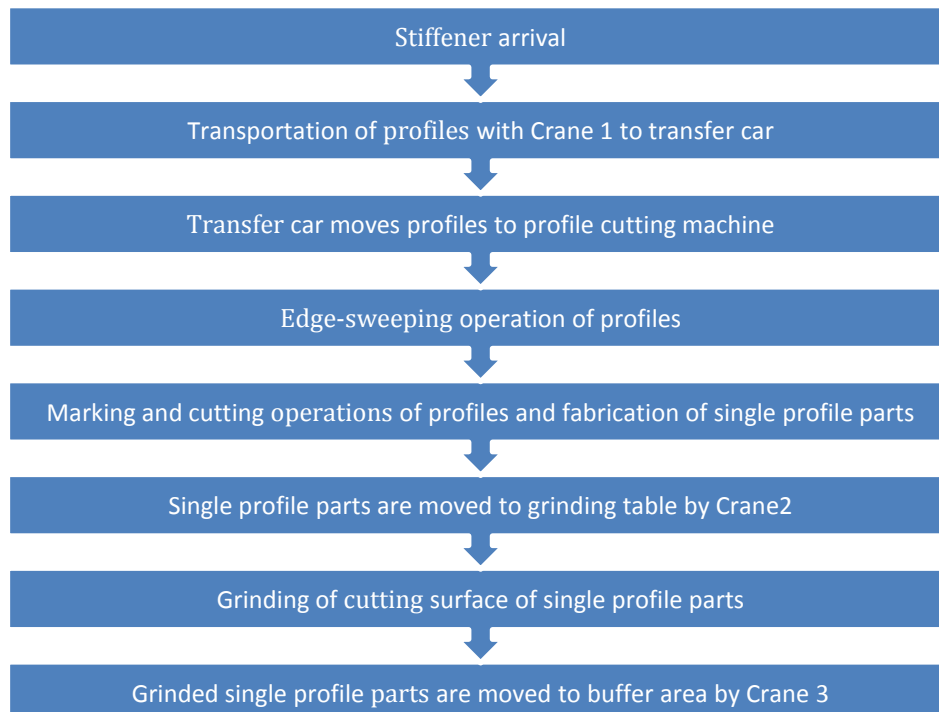 Stiffener arrival
Transportation of profiles with Crane 1 to transfer car
Transfer car moves profiles to profile cutting machine
Edge-sweeping operation of profiles
Marking and cutting operations of profiles and fabrication of single profile parts
Single profile parts are moved to grinding table by Crane2
Grinding of cutting surface of single profile parts
Grinded single profile parts are moved to buffer area by Crane 3